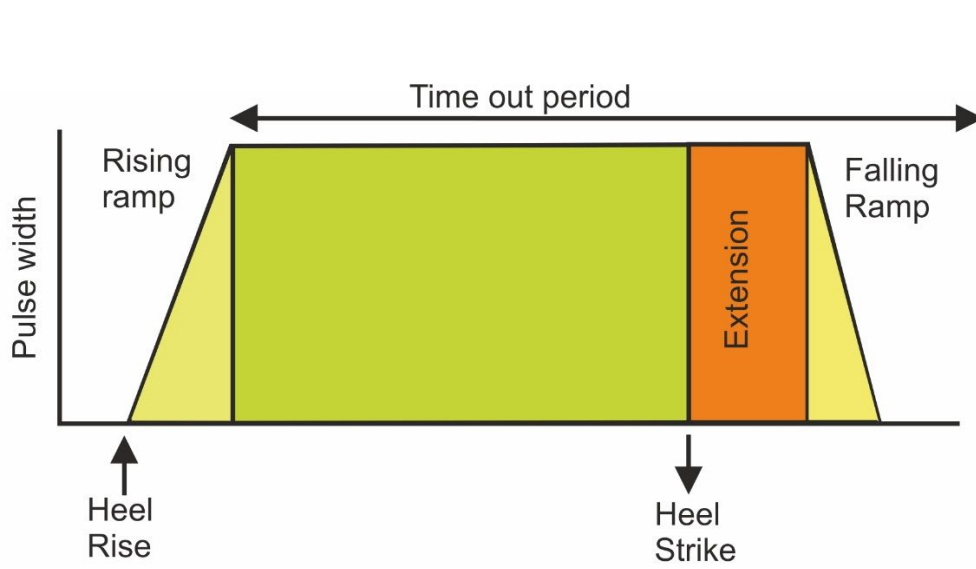 Time out period
Rising
ramp
Falling
Ramp
Pulse width
Extension
Heel
Rise
Heel
Strike